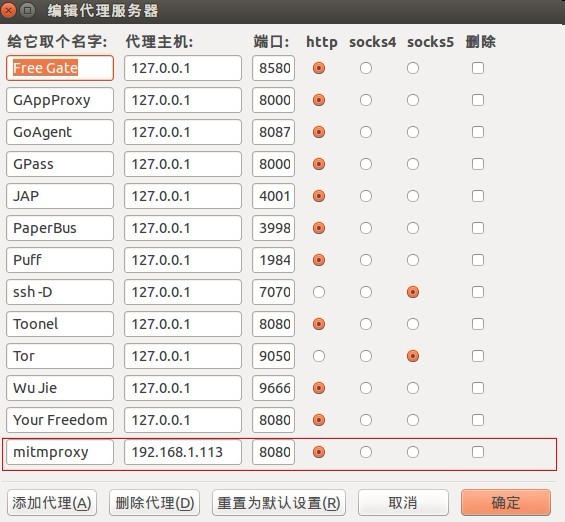 编辑代理服务器
给它取个名字: 代理主机: 端口: http socks4 socks5 删除
Free Gate 127.0.0.1 8580
GAppProxy 127.0.0.1 8000
GoAgent 127.0.0.1 8087
GPass 127.0.0.1 8000
JAP 127.0.0.1 4001
PaperBus 127.0.0.1 3998
Puff 127.0.0.1 1984
ssh -D 127.0.0.1 7070
Toonel 127.0.0.1 8080
Tor 127.0.0.1 9050
Wu Jie 127.0.0.1 9666
Your Freedom 127.0.0.1 8080
mitmproxy 192.168.1.113 8080
添加代理(A) 删除代理(D) 重置为默认设置(R) 取消 确定